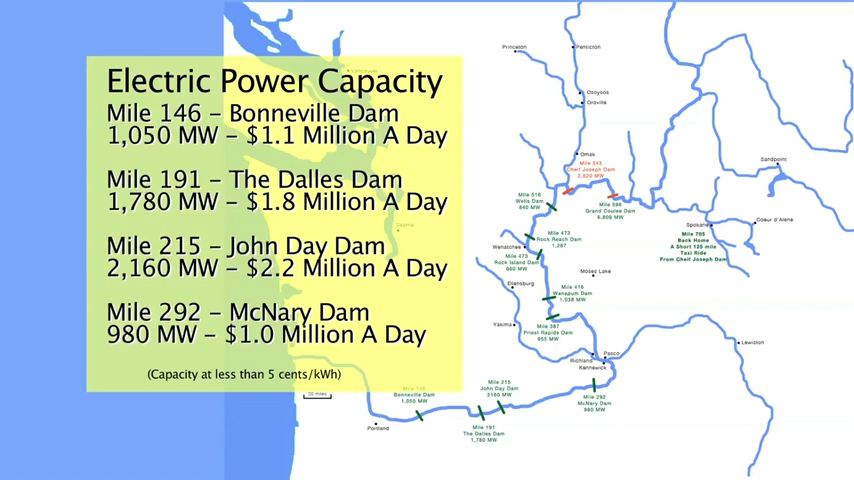 Electric Power Capacity
Mile 146 – Bonneville Dam
1,050 MW – $1.1 Million A Day
Mile 191 – The Dalles Dam
1,780 MW – $1.8 Million A Day
Mile 215 – John Day Dam
2,160 MW – $2.2 Million A Day
Mile 292 – McNary Dam
980 MW – $1.0 Million A Day
(Capacity at less than 5 cents/kWh)
Vancouver
Seattle
20 miles
Princeton
Penticton
Osoyoos
Oroville
Omak
Mile 545
Cheif Joseph Dam
2,620 MW
Mile 516
Wells Dam
840 MW
Mile 596
Grand Coulee Dam
6,809 MW
Sandpoint
Spokane
Coeur d'Alene
Mile 705
Back Home
A Short 125 mile
Taxi Ride
From Cheif Joseph Dam
Mile 473
Rock Reach Dam
1,287
Wenatchee
Mile 473
Rock Island Dam
660 MW
Moses Lake
Ellensburg
Mile 416
Wanapum Dam
1,038 MW
Yakima
Mile 387
Priest Rapids Dam
955 MW
Lewiston
Pasco
Richland
Kennewick
Mile 292
McNary Dam
980 MW
Mile 215
John Day Dam
2160 MW
Mile 146
Bonneville Dam
1,050 MW
Portland
Mile 191
The Dalles Dam
1,780 MW